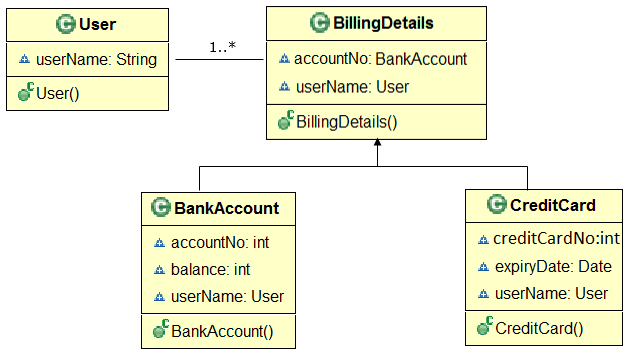 User
userName: String
User()
1..*
BillingDetails
accountNo: BankAccount
userName: User
BillingDetails()
BankAccount
accountNo: int
balance: int
userName: User
BankAccount()
CreditCard
creditCardNo:int
expiryDate: Date
userName: User
CreditCard()